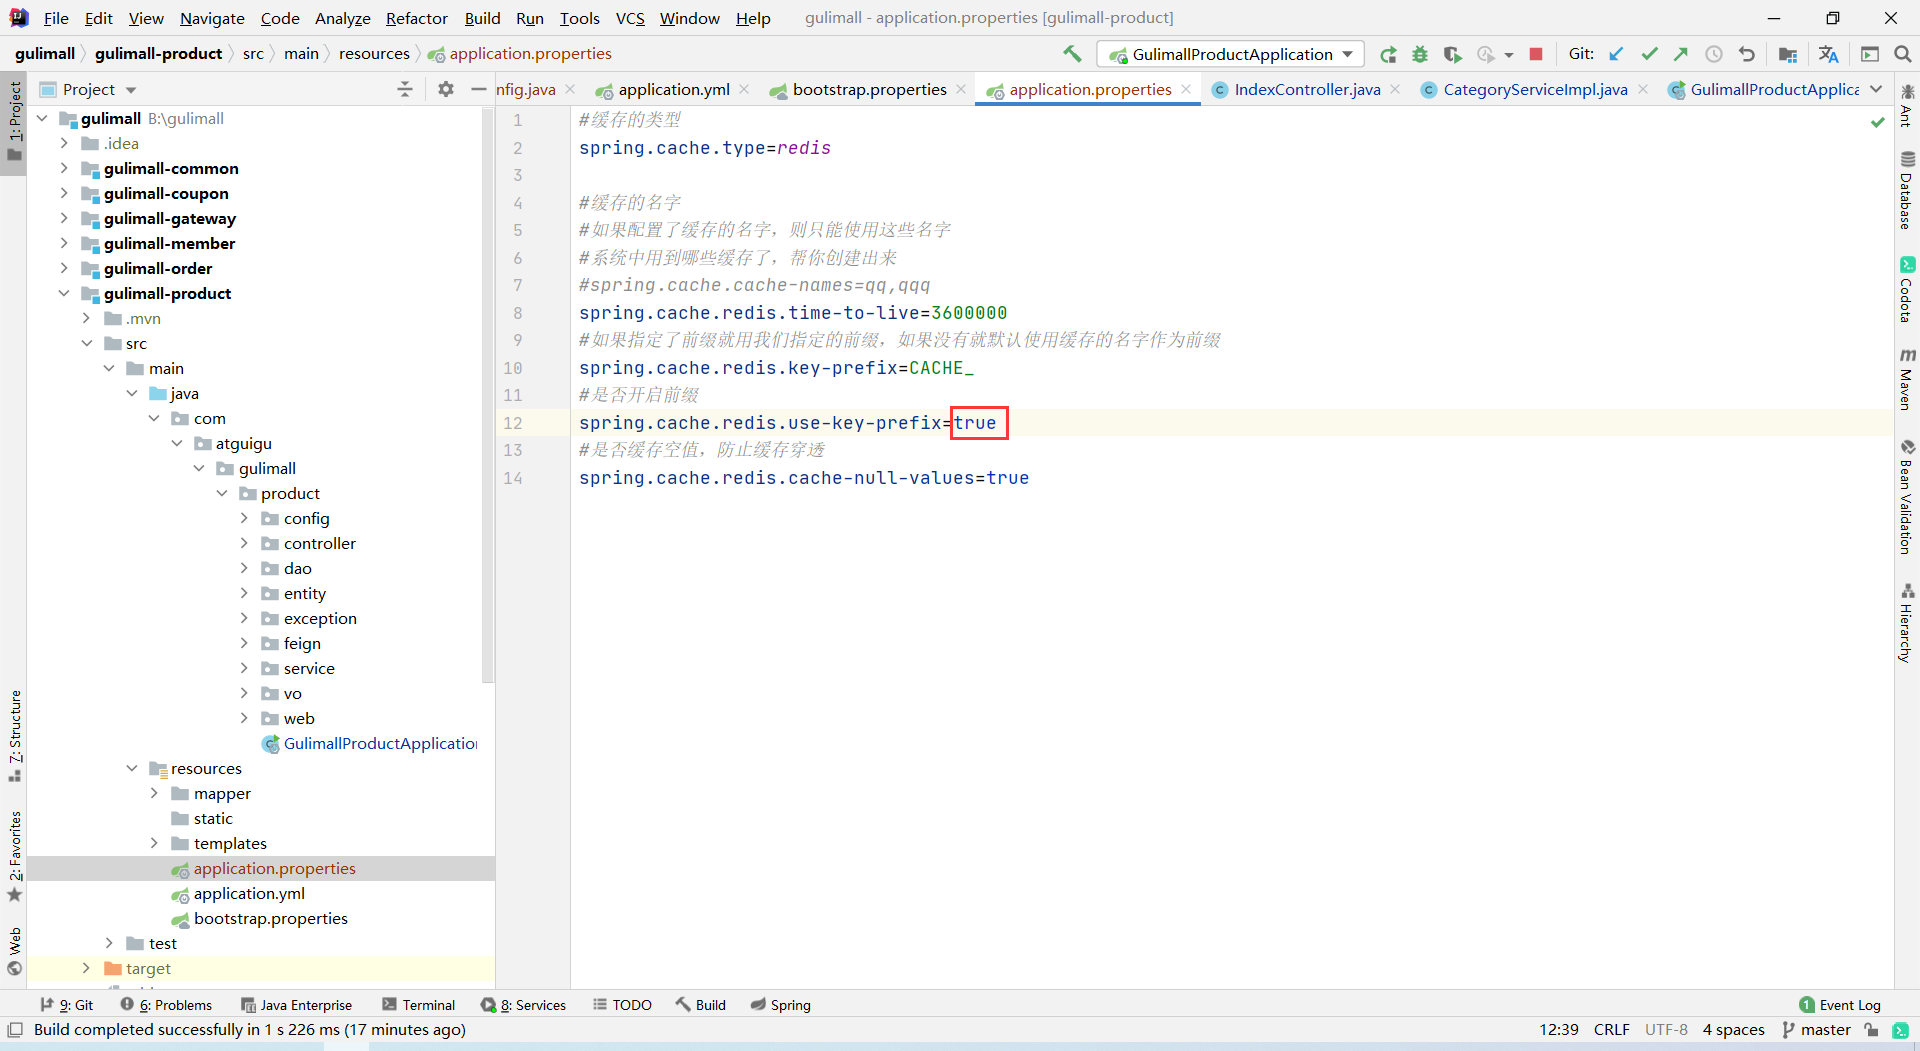 File Edit View Navigate Code Analyze Refactor Build Run Tools VCS Window Help gulimall - application.properties [gulimall-product]
gulimall gulimall-product src main resources application.properties GulimallProductApplication Git:
Project nfig.java application.yml bootstrap.properties application.properties IndexController.java CategoryServiceImpl.java GulimallProductApplica
1: Project
7: Structure
2: Favorites
Web
gulimall B:\gulimall
.idea
gulimall-common
gulimall-coupon
gulimall-gateway
gulimall-member
gulimall-order
gulimall-product
.mvn
src
main
java
com
atguigu
gulimall
product
config
controller
dao
entity
exception
feign
service
vo
web
GulimallProductApplication
resources
mapper
static
templates
application.properties
application.yml
bootstrap.properties
test
target
1 #缓存的类型
2 spring.cache.type=redis
3
4 #缓存的名字
5 #如果配置了缓存的名字，则只能使用这些名字
6 #系统中用到哪些缓存了，帮你创建出来
7 #spring.cache.cache-names=qq,qqq
8 spring.cache.redis.time-to-live=3600000
9 #如果指定了前缀就用我们指定的前缀，如果没有就默认使用缓存的名字作为前缀
10 spring.cache.redis.key-prefix=CACHE_
11 #是否开启前缀
12 spring.cache.redis.use-key-prefix=true
13 #是否缓存空值，防止缓存穿透
14 spring.cache.redis.cache-null-values=true
Ant
Database
Codota
Maven
Bean Validation
Hierarchy
9: Git 6: Problems Java Enterprise Terminal 8: Services TODO Build Spring 1 Event Log
Build completed successfully in 1 s 226 ms (17 minutes ago) 12:39 CRLF UTF-8 4 spaces master